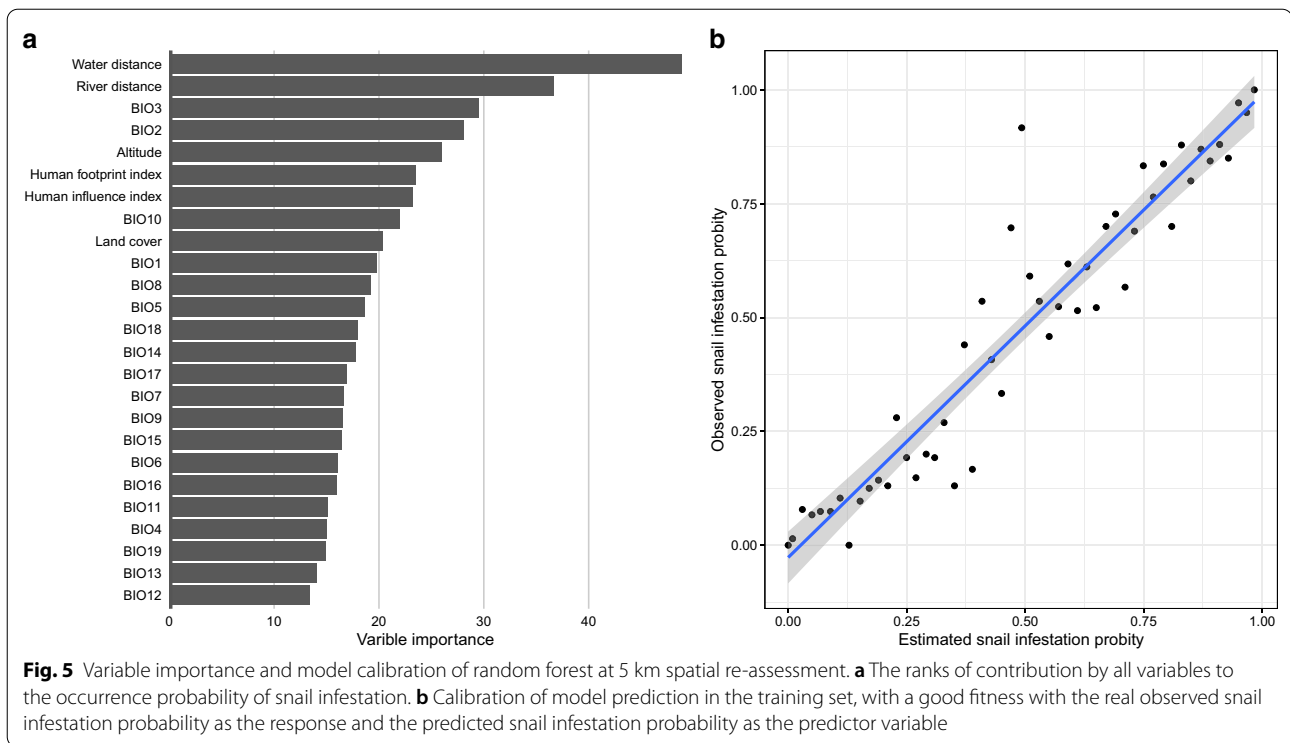 a
Water distance
River distance
BIO3
BIO2
Altitude
Human footprint index
Human influence index
BIO10
Land cover
BIO1
BIO8
BIO5
BIO18
BIO14
BIO17
BIO7
BIO9
BIO15
BIO6
BIO16
BIO11
BIO4
BIO19
BIO13
BIO12
0 20 30 40
Varible importance
b
Observed snail infestation probity
1.00
0.75
0.50
0.25
0.00
0.00 0.25 0.50 0.75 1.00
Estimated snail infestation probity
Fig. 5 Variable importance and model calibration of random forest at 5 km spatial re-assessment. a The ranks of contribution by all variables to
the occurrence probability of snail infestation. b Calibration of model prediction in the training set, with a good fitness with the real observed snail
infestation probability as the response and the predicted snail infestation probability as the predictor variable